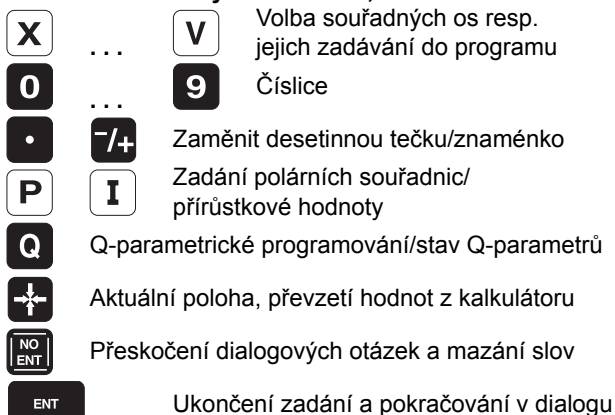 X ... V Volba souřadných os resp.
jejich zadávání do programu
0 ... 9 Číslice
• -/+ Zaměnit desetinnou tečku/znaménko
P I Zadání polárních souřadnic/
přírůstkové hodnoty
Q Q-parametrické programování/stav Q-parametrů
Aktuální poloha, převzetí hodnot z kalkulátoru
NO
ENT Přeskočení dialogových otázek a mazání slov
ENT Ukončení zadání a pokračování v dialogu